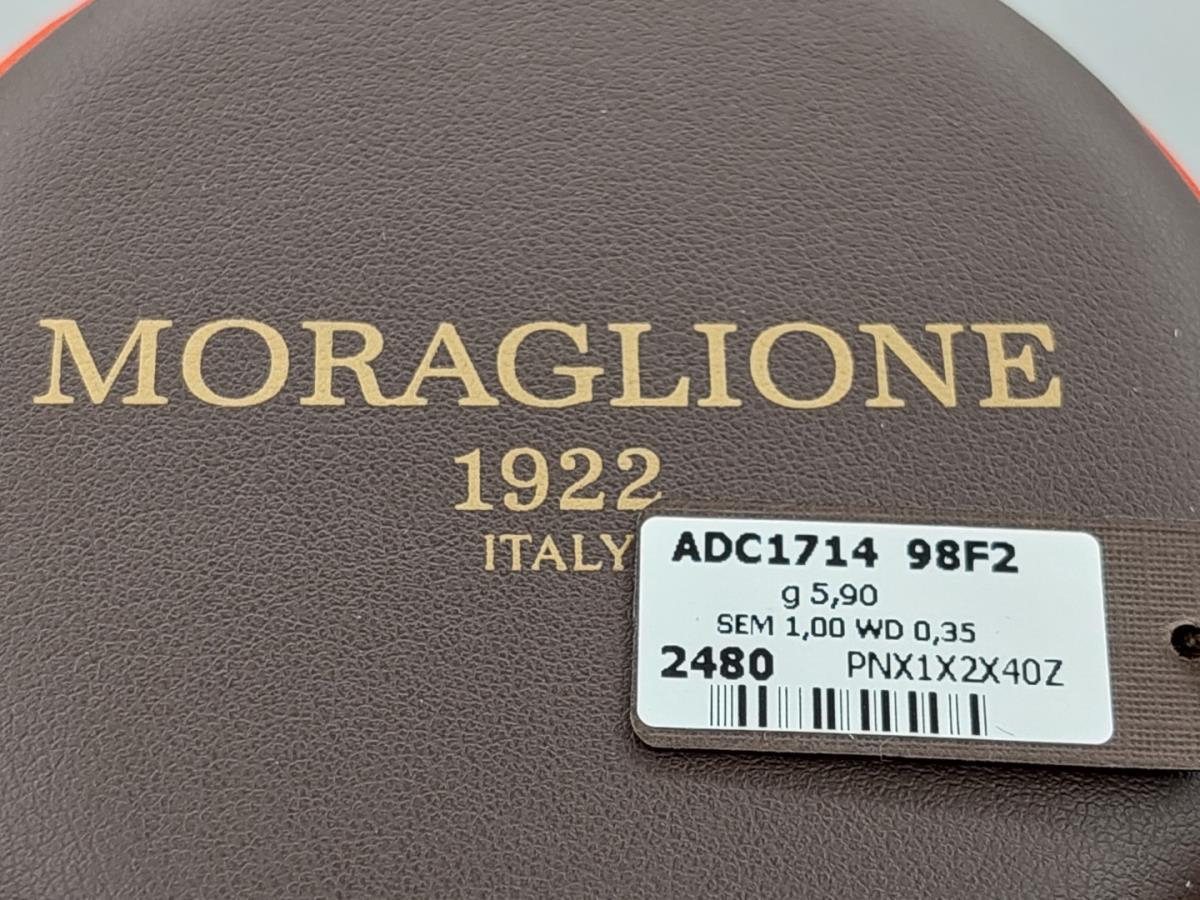 MORAGLIONE
1922
ITALY
ADC1714 98F2
g 5,90
SEM 1,00 WD 0,35
2480 PNX1X2X40Z